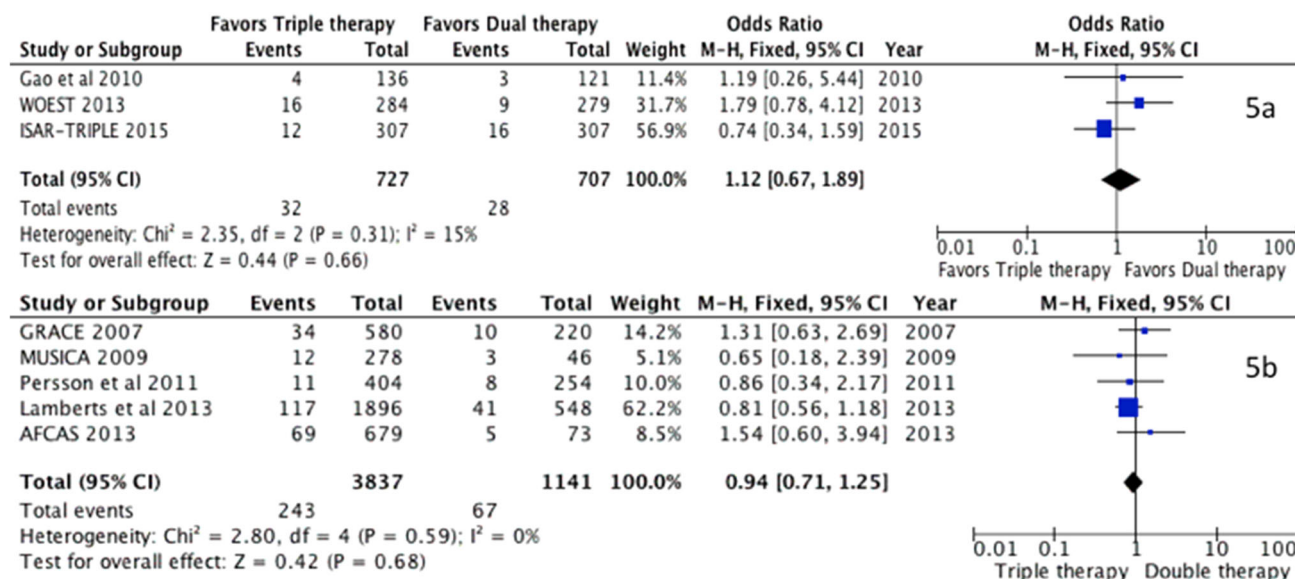 Favors Triple therapy Favors Dual therapy Odds Ratio Odds Ratio
Study or Subgroup Events Total Events Total Weight M-H, Fixed, 95% CI Year M-H, Fixed, 95% CI
Gao et al 2010 4 136 3 121 11.4% 1.19 [0.26, 5.44] 2010
WOEST 2013 16 284 9 279 31.7% 1.79 [0.78, 4.12] 2013
5a
ISAR-TRIPLE 2015 12 307 16 307 56.9% 0.74 [0.34, 1.59] 2015
Total (95% CI) 727 707 100.0% 1.12 [0.67, 1.89]
Total events 32 28
Heterogeneity: Chi² = 2.35, df = 2 (P = 0.31); I² = 15%
Test for overall effect: Z = 0.44 (P = 0.66)
0.01 0.1 1 10 100
Favors Triple therapy Favors Dual therapy
Study or Subgroup Events Total Events Total Weight M-H, Fixed, 95% CI Year M-H, Fixed, 95% CI
GRACE 2007 34 580 10 220 14.2% 1.31 [0.63, 2.69] 2007
MUSICA 2009 12 278 3 46 5.1% 0.65 [0.18, 2.39] 2009
5b
Persson et al 2011 11 404 8 254 10.0% 0.86 [0.34, 2.17] 2011
Lamberts et al 2013 117 1896 41 548 62.2% 0.81 [0.56, 1.18] 2013
AFCAS 2013 69 679 5 73 8.5% 1.54 [0.60, 3.94] 2013
Total (95% CI) 3837 1141 100.0% 0.94 [0.71, 1.25]
Total events 243 67
Heterogeneity: Chi² = 2.80, df = 4 (P = 0.59); I² = 0%
Test for overall effect: Z = 0.42 (P = 0.68)
0.01 0.1 1 10 100
Triple therapy Double therapy